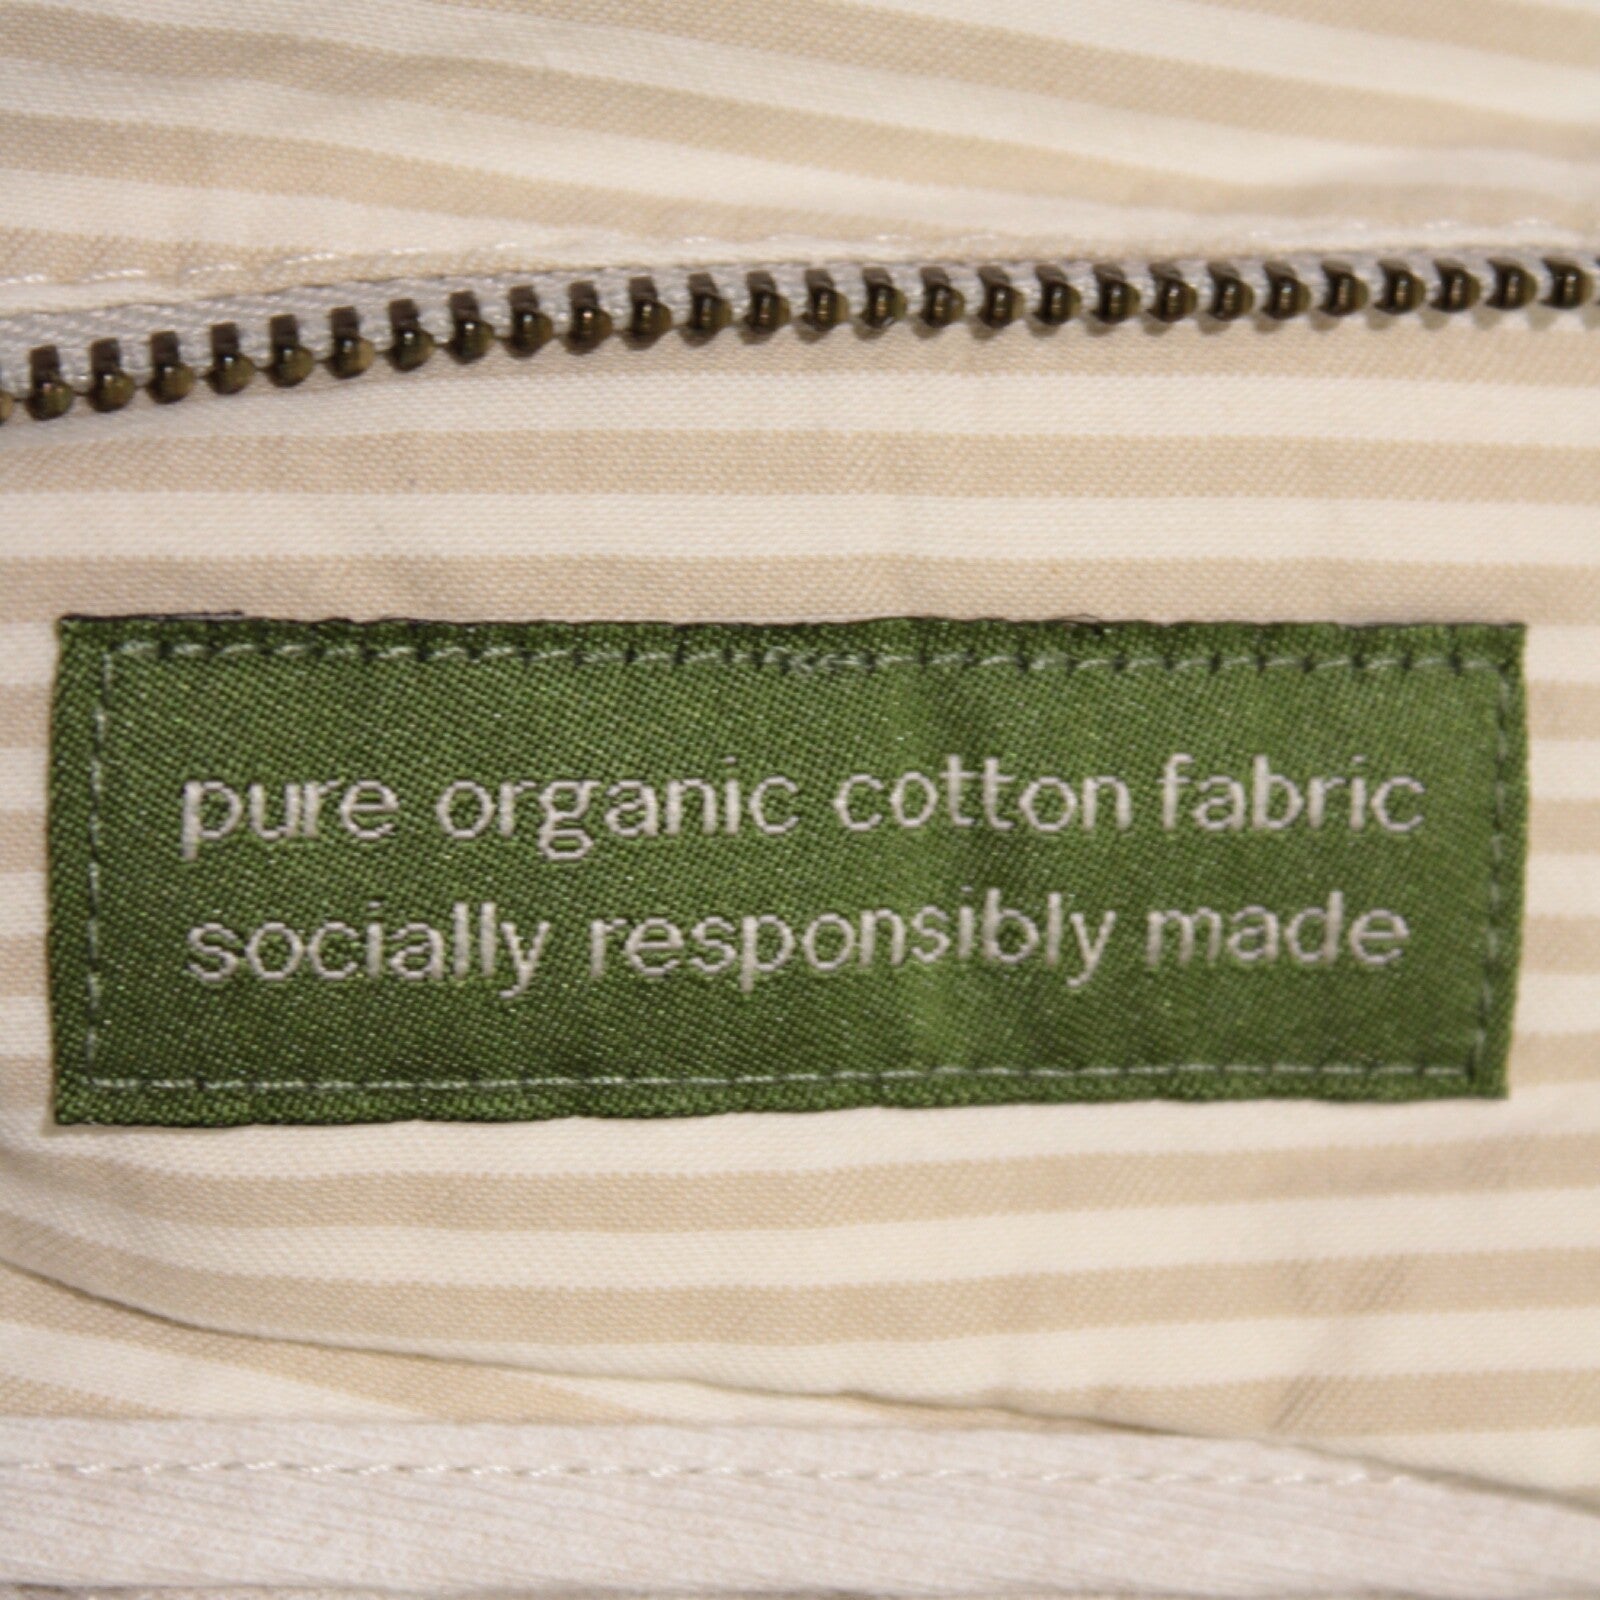 pure organic cotton fabric
socially responsibly made